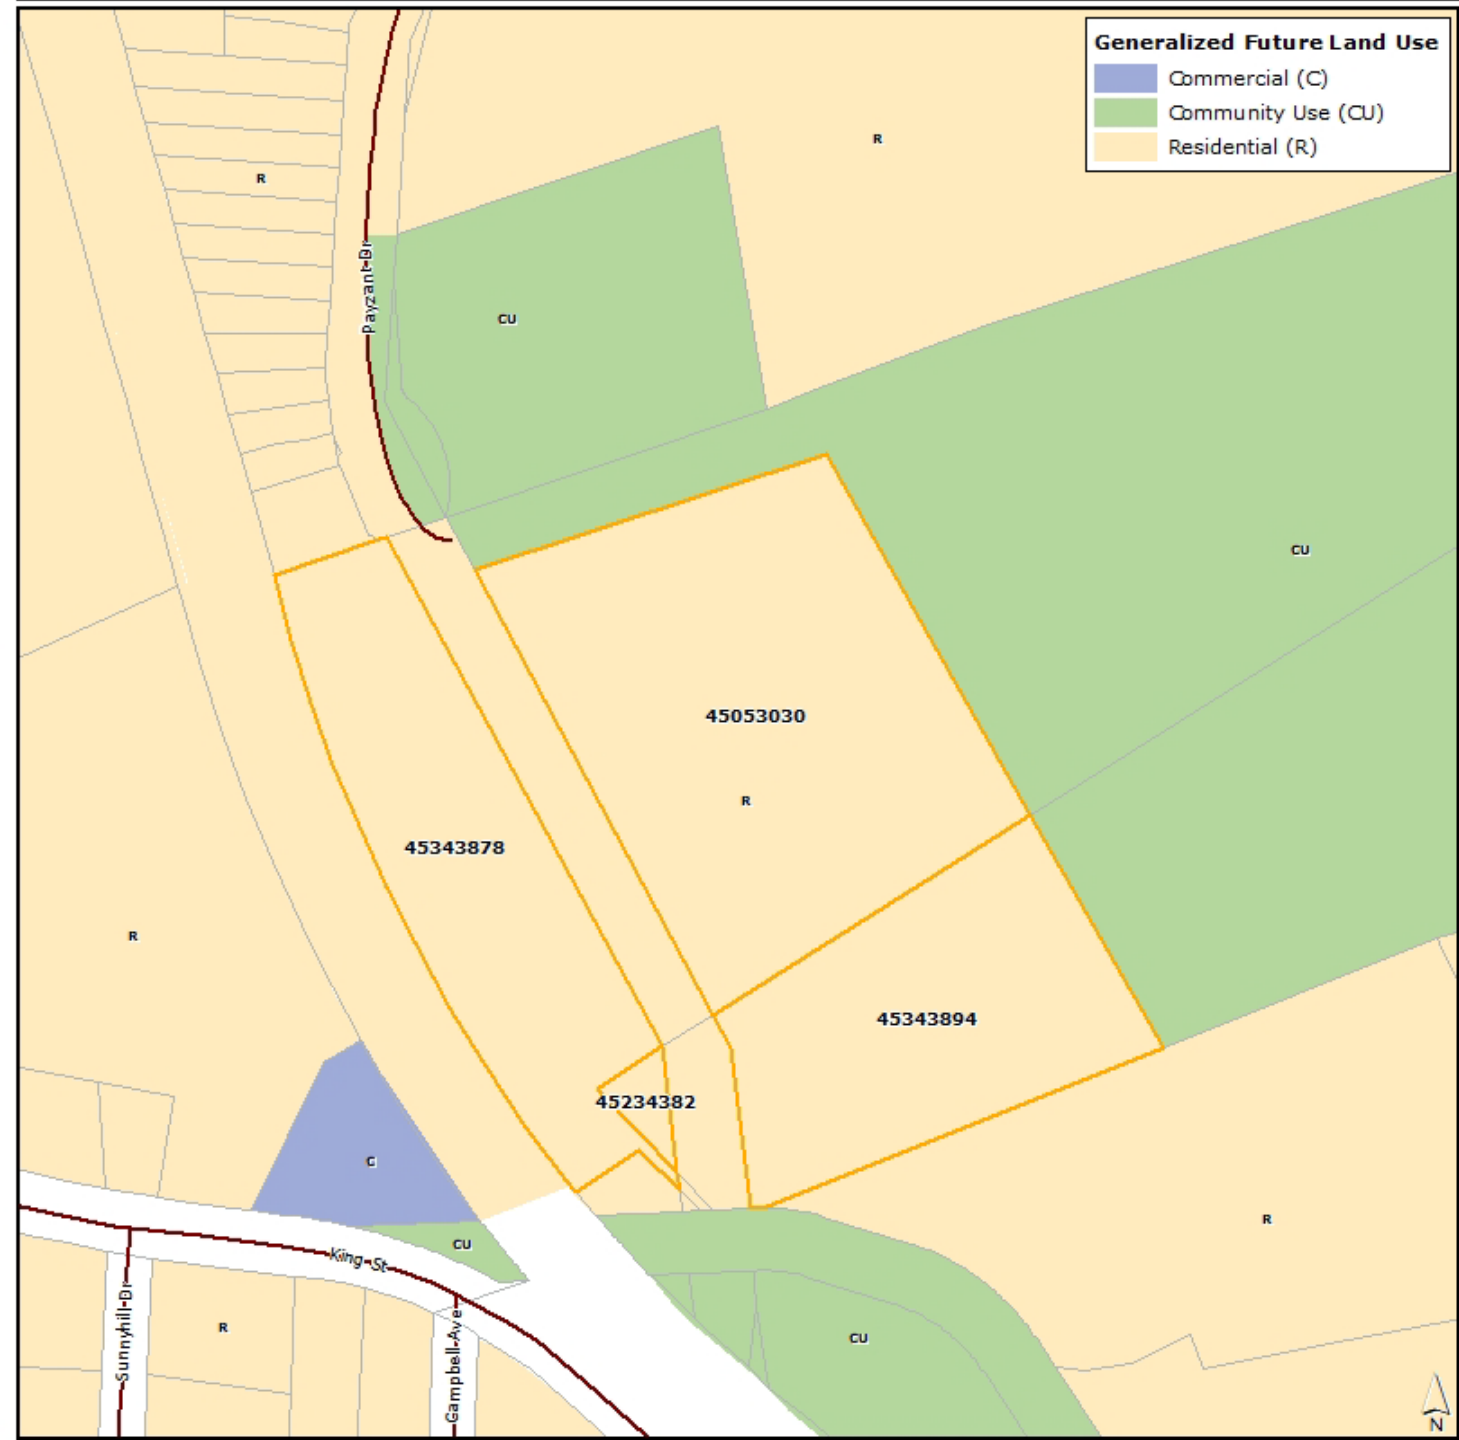 Generalized Future Land Use
Commercial (C)
Community Use (CU)
Residential (R)
R
R
Payzant Dr
CU
CU
45053030
R
45343878
R
45343894
45234382
C
R
CU
King St
Sunnyhill Dr
R
Campbell Ave
CU
N